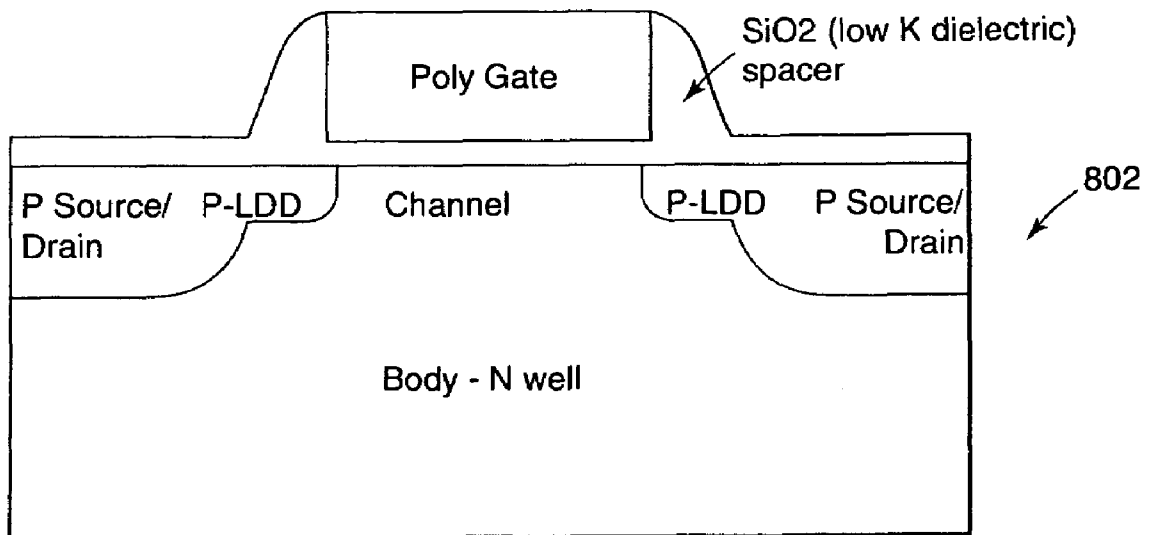 SiO2 (low K dielectric)
spacer
Poly Gate
802
P Source/
Drain
P-LDD
Channel
P-LDD
P Source/
Drain
Body - N well